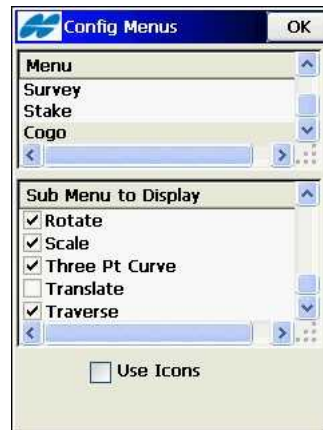 Config Menus OK
Menu
Survey
Stake
Cogo
Sub Menu to Display
Rotate
Scale
Three Pt Curve
Translate
Traverse
Use Icons